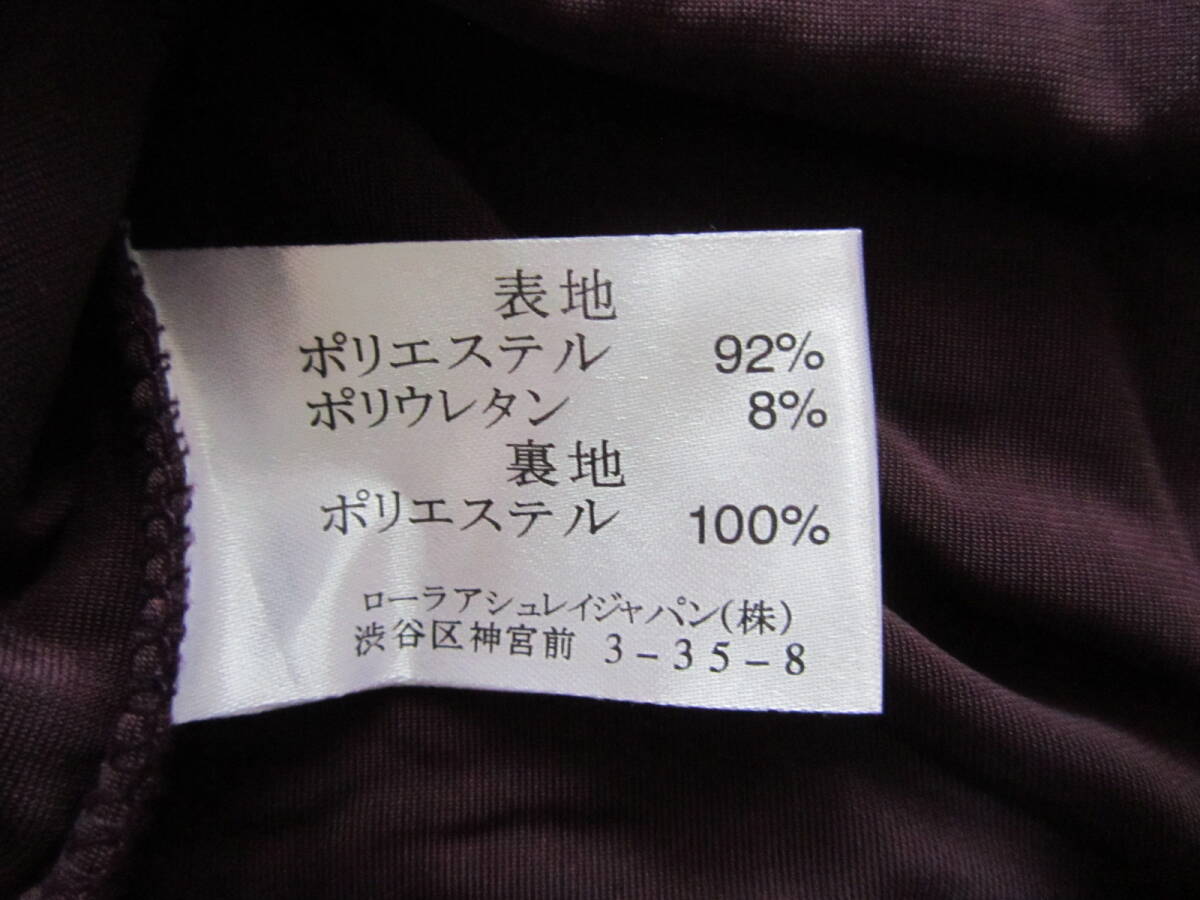 表地
ポリエステル 92%
ポリウレタン 8%
裏地
ポリエステル 100%
ローラアシュレイジャパン(株)
渋谷区神宮前 3-35-8